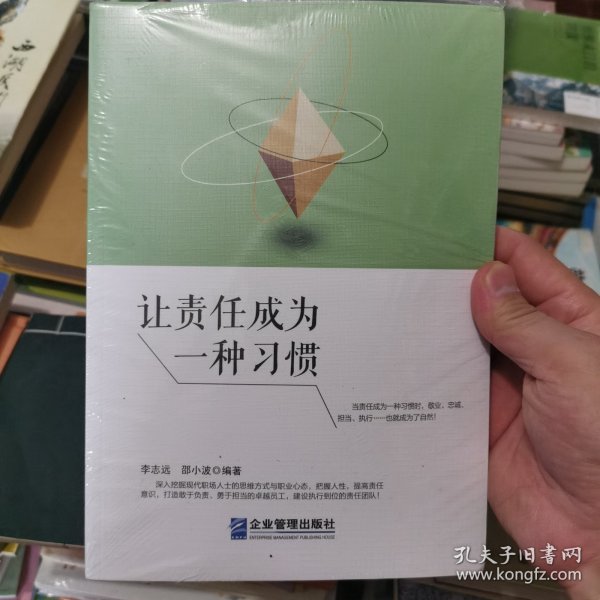 让责任成为
一种习惯
当责任成为一种习惯时，敬业、忠诚、
担当、执行……也就成为了自然！
李志远 邵小波◎编著
深入挖掘现代职场人士的思维方式与职业心态，把握人性，提高责任
意识，打造敢于负责、勇于担当的卓越员工，建设执行到位的责任团队！
企业管理出版社
ENTERPRISE MANAGEMENT PUBLISHING HOUSE
孔夫子旧书网
www.kongfz.com